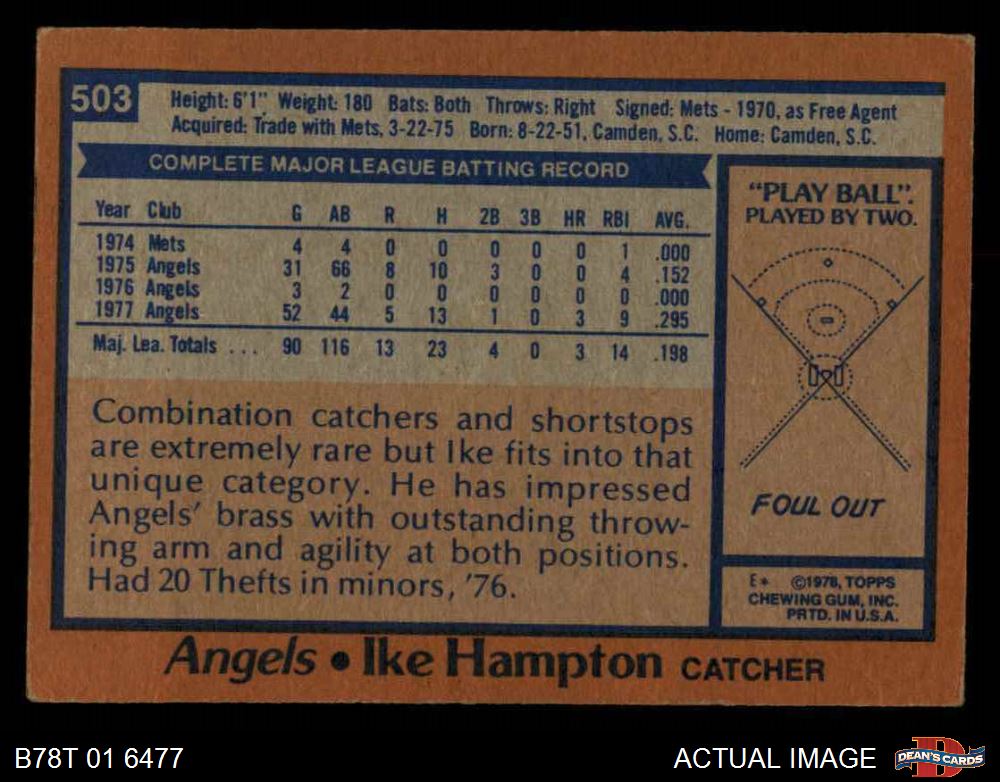 503
Height: 6'1" Weight: 180 Bats: Both Throws: Right Signed: Mets - 1970, as Free Agent
Acquired: Trade with Mets, 3-22-75 Born: 8-22-51, Camden, S.C. Home: Camden, S.C.
COMPLETE MAJOR LEAGUE BATTING RECORD
Year Club G AB R H 2B 3B HR RBI AVG.
1974 Mets 4 4 0 0 0 0 0 1 .000
1975 Angels 31 66 8 10 3 0 0 4 .152
1976 Angels 3 2 0 0 0 0 0 0 .000
1977 Angels 52 44 5 13 1 0 3 9 .295
Maj. Lea. Totals ... 90 116 13 23 4 0 3 14 .198
Combination catchers and shortstops
are extremely rare but Ike fits into that
unique category. He has impressed
Angels' brass with outstanding throw-
ing arm and agility at both positions.
Had 20 Thefts in minors, '76.
"PLAY BALL".
PLAYED BY TWO.
FOUL OUT
E* ©1978, TOPPS
CHEWING GUM, INC.
PRTD. IN U.S.A.
Angels • Ike Hampton CATCHER
B78T 01 6477
ACTUAL IMAGE
D
DEAN'S CARDS